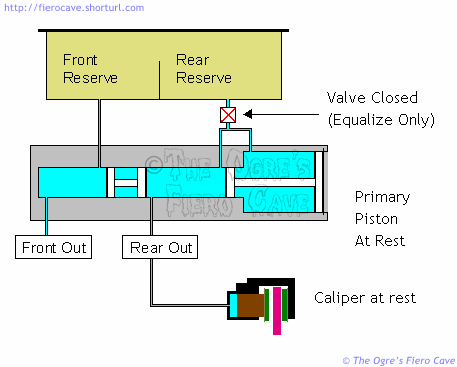 http://fierocave.shorturl.com
Front
Reserve
Rear
Reserve
Valve Closed
(Equalize Only)
© The Ogre's
Fiero Cave
Primary
Piston
At Rest
Front Out
Rear Out
Caliper at rest
© The Ogre's Fiero Cave